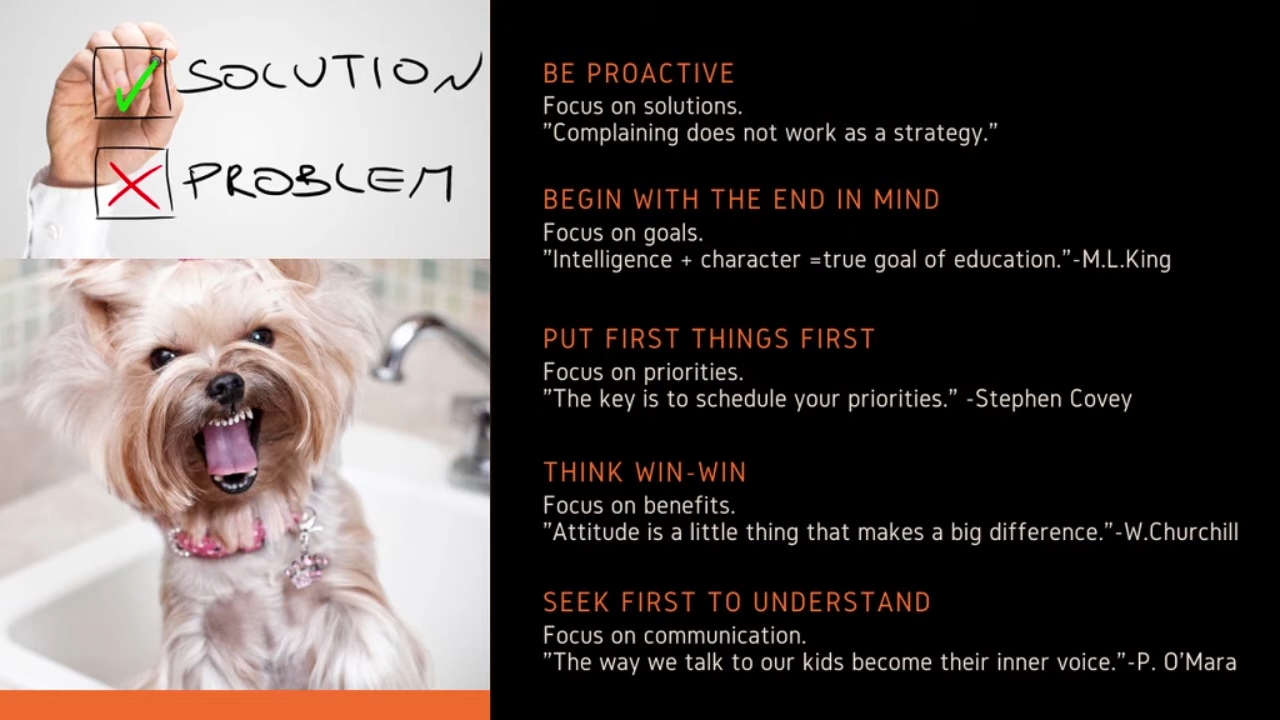 SOLUTION
PROBLEM
BE PROACTIVE
Focus on solutions.
"Complaining does not work as a strategy."
BEGIN WITH THE END IN MIND
Focus on goals.
"Intelligence + character =true goal of education."-M.L.King
PUT FIRST THINGS FIRST
Focus on priorities.
"The key is to schedule your priorities." -Stephen Covey
THINK WIN-WIN
Focus on benefits.
"Attitude is a little thing that makes a big difference."-W.Churchill
SEEK FIRST TO UNDERSTAND
Focus on communication.
"The way we talk to our kids become their inner voice."-P. O'Mara